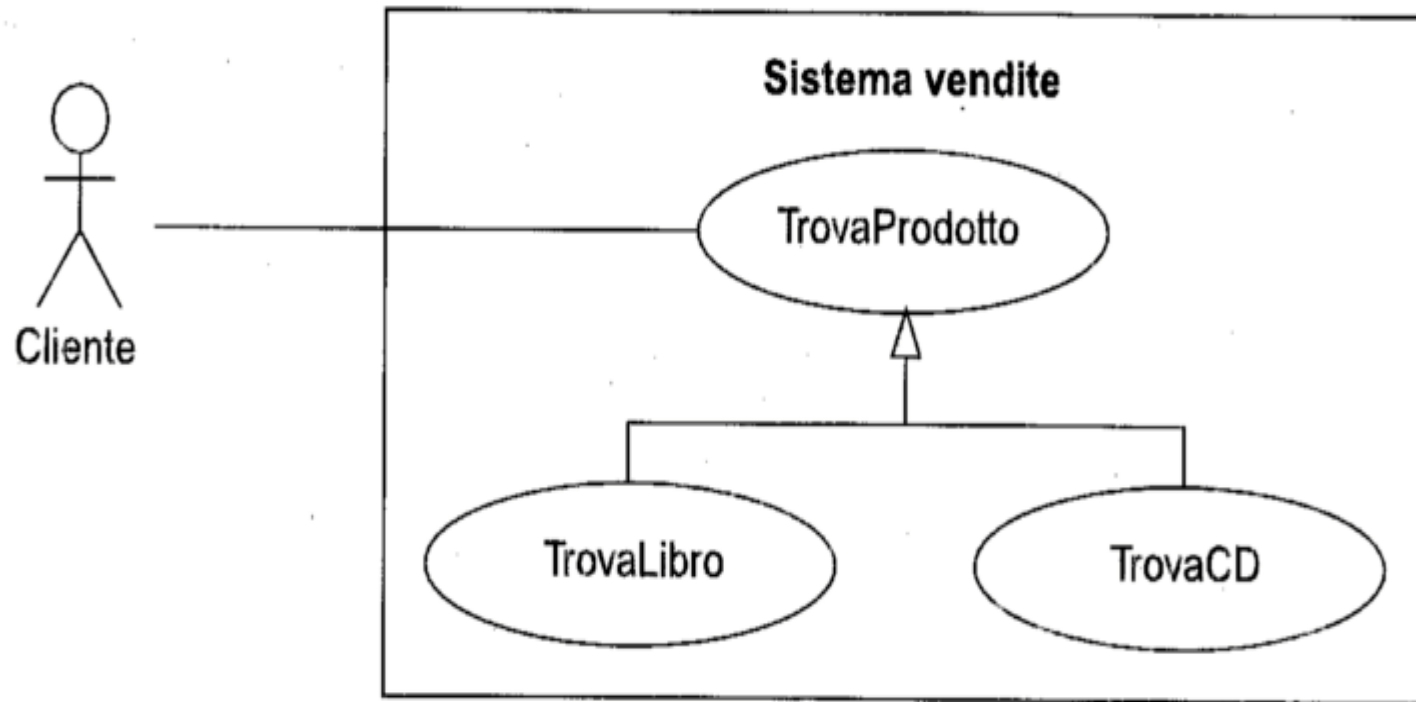 Sistema vendite
TrovaProdotto
Cliente
TrovaLibro
TrovaCD